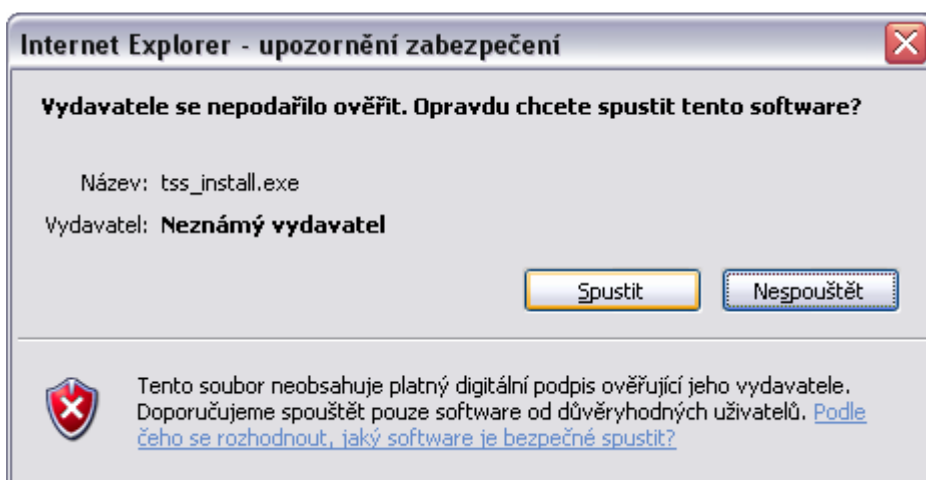 Internet Explorer - upozornění zabezpečení
Vydavatele se nepodařilo ověřit. Opravdu chcete spustit tento software?
Název: tss_install.exe
Vydavatel: Neznámý vydavatel
Spustit
Nespouštět
Tento soubor neobsahuje platný digitální podpis ověřující jeho vydavatele.
Doporučujeme spouštět pouze software od důvěryhodných uživatelů. Podle
čeho se rozhodnout, jaký software je bezpečné spustit?